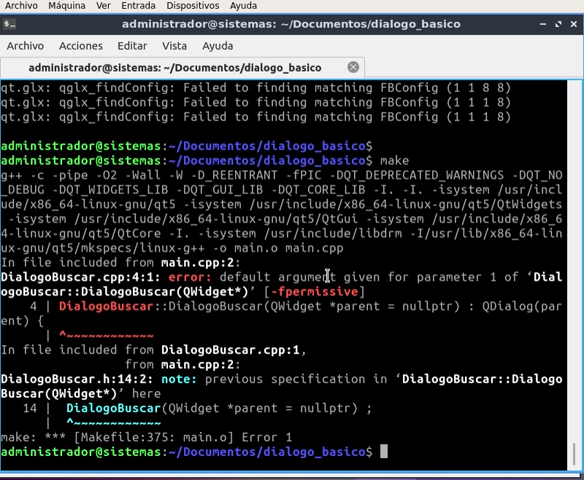 Máquina Ver Entrada Dispositivos Ayuda
administrador@sistemas: ~/Documentos/dialogo_basico
Archivo Acciones Editar Vista Ayuda
administrador@sistemas: ~/Documentos/dialogo_basico
qt.glx: qglx_findConfig: Failed to finding matching FBConfig (1 1 8 8)
qt.glx: qglx_findConfig: Failed to finding matching FBConfig (1 1 1 8)
qt.glx: qglx_findConfig: Failed to finding matching FBConfig (1 1 1 8)
administrador@sistemas:~/Documentos/dialogo_basico$
administrador@sistemas:~/Documentos/dialogo_basico$ make
g++ -c -pipe -O2 -Wall -W -D_REENTRANT -fPIC -DQT_DEPRECATED_WARNINGS -DQT_NO
_DEBUG -DQT_WIDGETS_LIB -DQT_GUI_LIB -DQT_CORE_LIB -I. -I. -isystem /usr/incl
ude/x86_64-linux-gnu/qt5 -isystem /usr/include/x86_64-linux-gnu/qt5/QtWidgets
-isystem /usr/include/x86_64-linux-gnu/qt5/QtGui -isystem /usr/include/x86_6
4-linux-gnu/qt5/QtCore -I. -isystem /usr/include/libdrm -I/usr/lib/x86_64-lin
ux-gnu/qt5/mkspecs/linux-g++ -o main.o main.cpp
In file included from main.cpp:2:
DialogoBuscar.cpp:4:1: error: default argument given for parameter 1 of ‘Dial
ogoBuscar::DialogoBuscar(QWidget*)’ [-fpermissive]
4 | DialogoBuscar::DialogoBuscar(QWidget *parent = nullptr) : QDialog(par
ent) {
| ^~~~~~~~~~~~~
In file included from DialogoBuscar.cpp:1,
from main.cpp:2:
DialogoBuscar.h:14:2: note: previous specification in ‘DialogoBuscar::Dialogo
Buscar(QWidget*)’ here
14 | DialogoBuscar(QWidget *parent = nullptr) ;
| ^~~~~~~~~~~~~
make: *** [Makefile:375: main.o] Error 1
administrador@sistemas:~/Documentos/dialogo_basico$